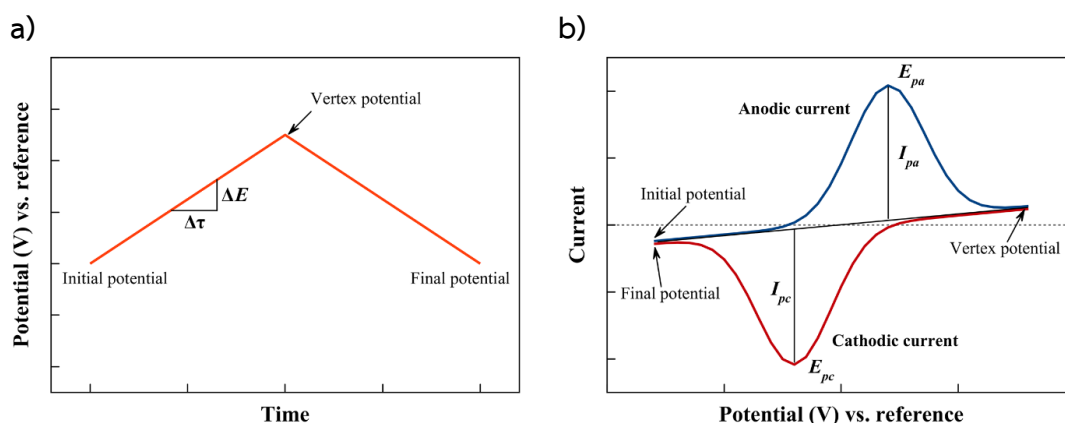 a)
Vertex potential
ΔE
Δτ
Initial potential
Final potential
Potential (V) vs. reference
Time
b)
E_pa
Anodic current
I_pa
Initial potential
Vertex potential
Final potential
I_pc
Cathodic current
E_pc
Current
Potential (V) vs. reference